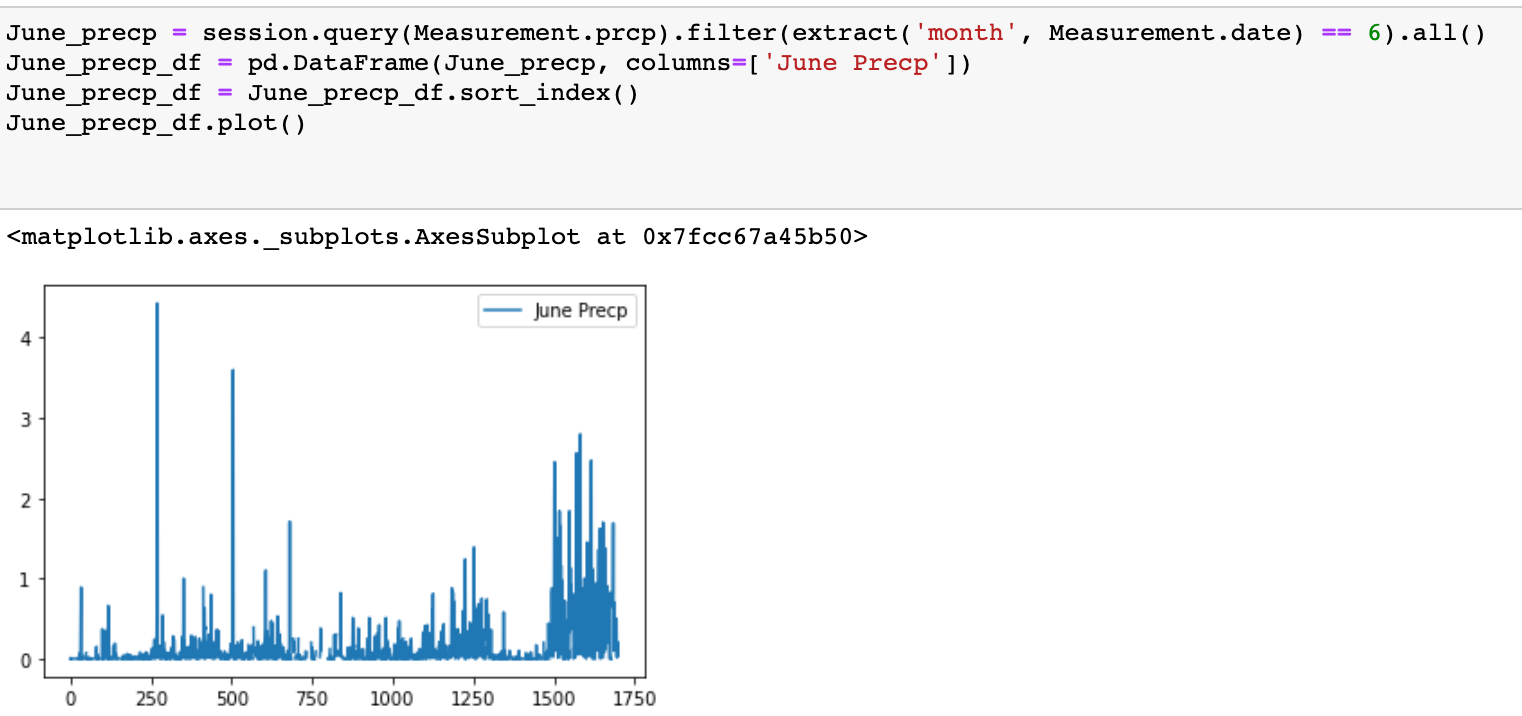 June_precp = session.query(Measurement.prcp).filter(extract('month', Measurement.date) == 6).all()
June_precp_df = pd.DataFrame(June_precp, columns=['June Precp'])
June_precp_df = June_precp_df.sort_index()
June_precp_df.plot()
<matplotlib.axes._subplots.AxesSubplot at 0x7fcc67a45b50>
June Precp
4
3
2
1
0
0 250 500 750 1000 1250 1500 1750